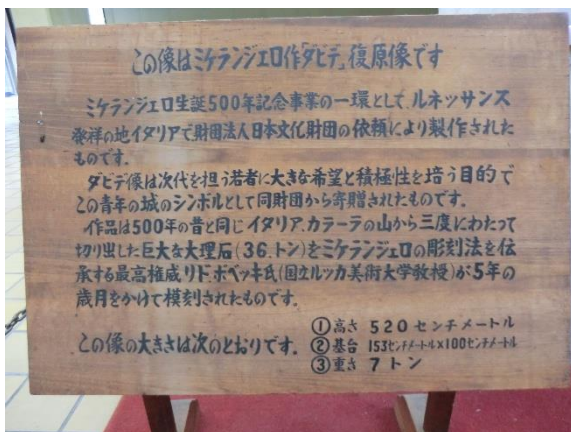 この像はミケランジェロ作「ダビデ」復原像です
ミケランジェロ生誕500年記念事業の一環として、ルネッサンス
発祥の地イタリアで財団法人日本文化財団の依頼により製作された
ものです。
ダビデ像は次代を担う若者に大きな希望と積極性を培う目的で
この青年の城のシンボルとして同財団から寄贈されたものです。
作品は500年の昔と同じイタリア、カラーラの山から三度にわたって
切り出した巨大な大理石(36.トン)をミケランジェロの彫刻法を伝
承する最高権威リドボベッキ氏(国立ルッカ美術大学教授)が5年の
歳月をかけて模刻されたものです。
この像の大きさは次のとおりです。
①高さ 520センチメートル
②基台 153センチメートル×100センチメートル
③重さ 7トン